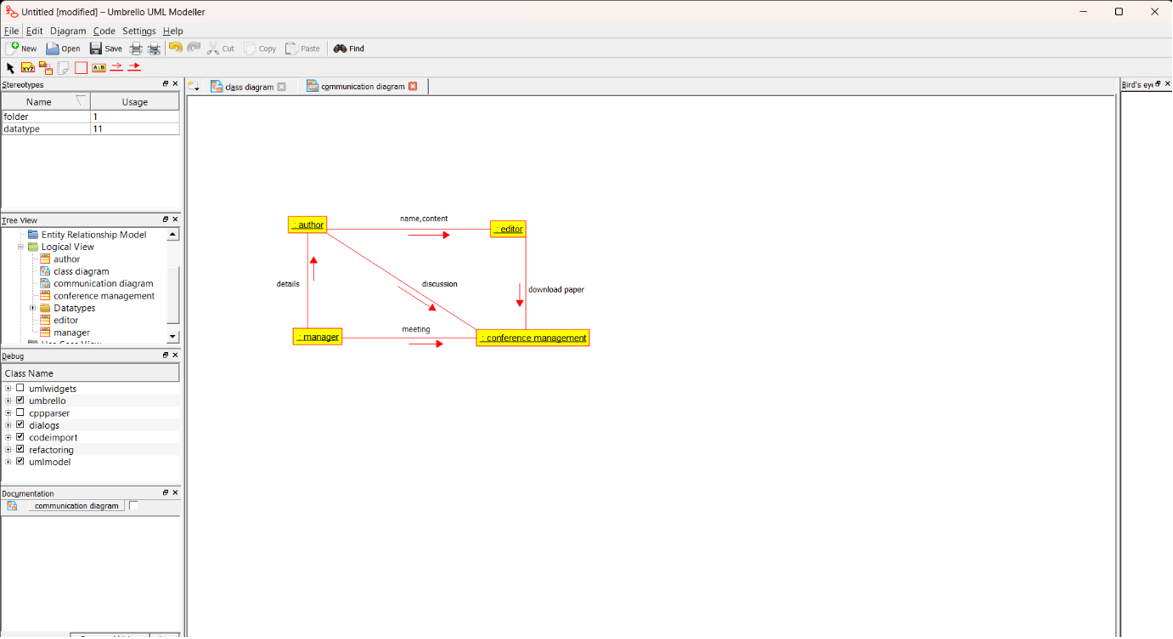 Untitled [modified] – Umbrello UML Modeller
File Edit Diagram Code Settings Help
New Open Save Cut Copy Paste Find
XYZ A B
Stereotypes
Name Usage
folder 1
datatype 11
Tree View
Entity Relationship Model
Logical View
author
class diagram
communication diagram
conference management
Datatypes
editor
manager
Debug
Class Name
umlwidgets
umbrello
cppparser
dialogs
codeimport
refactoring
umlmodel
Documentation
communication diagram
class diagram communication diagram
: author
name,content
: editor
details
discussion
download paper
: manager
meeting
: conference management
Bird's eye